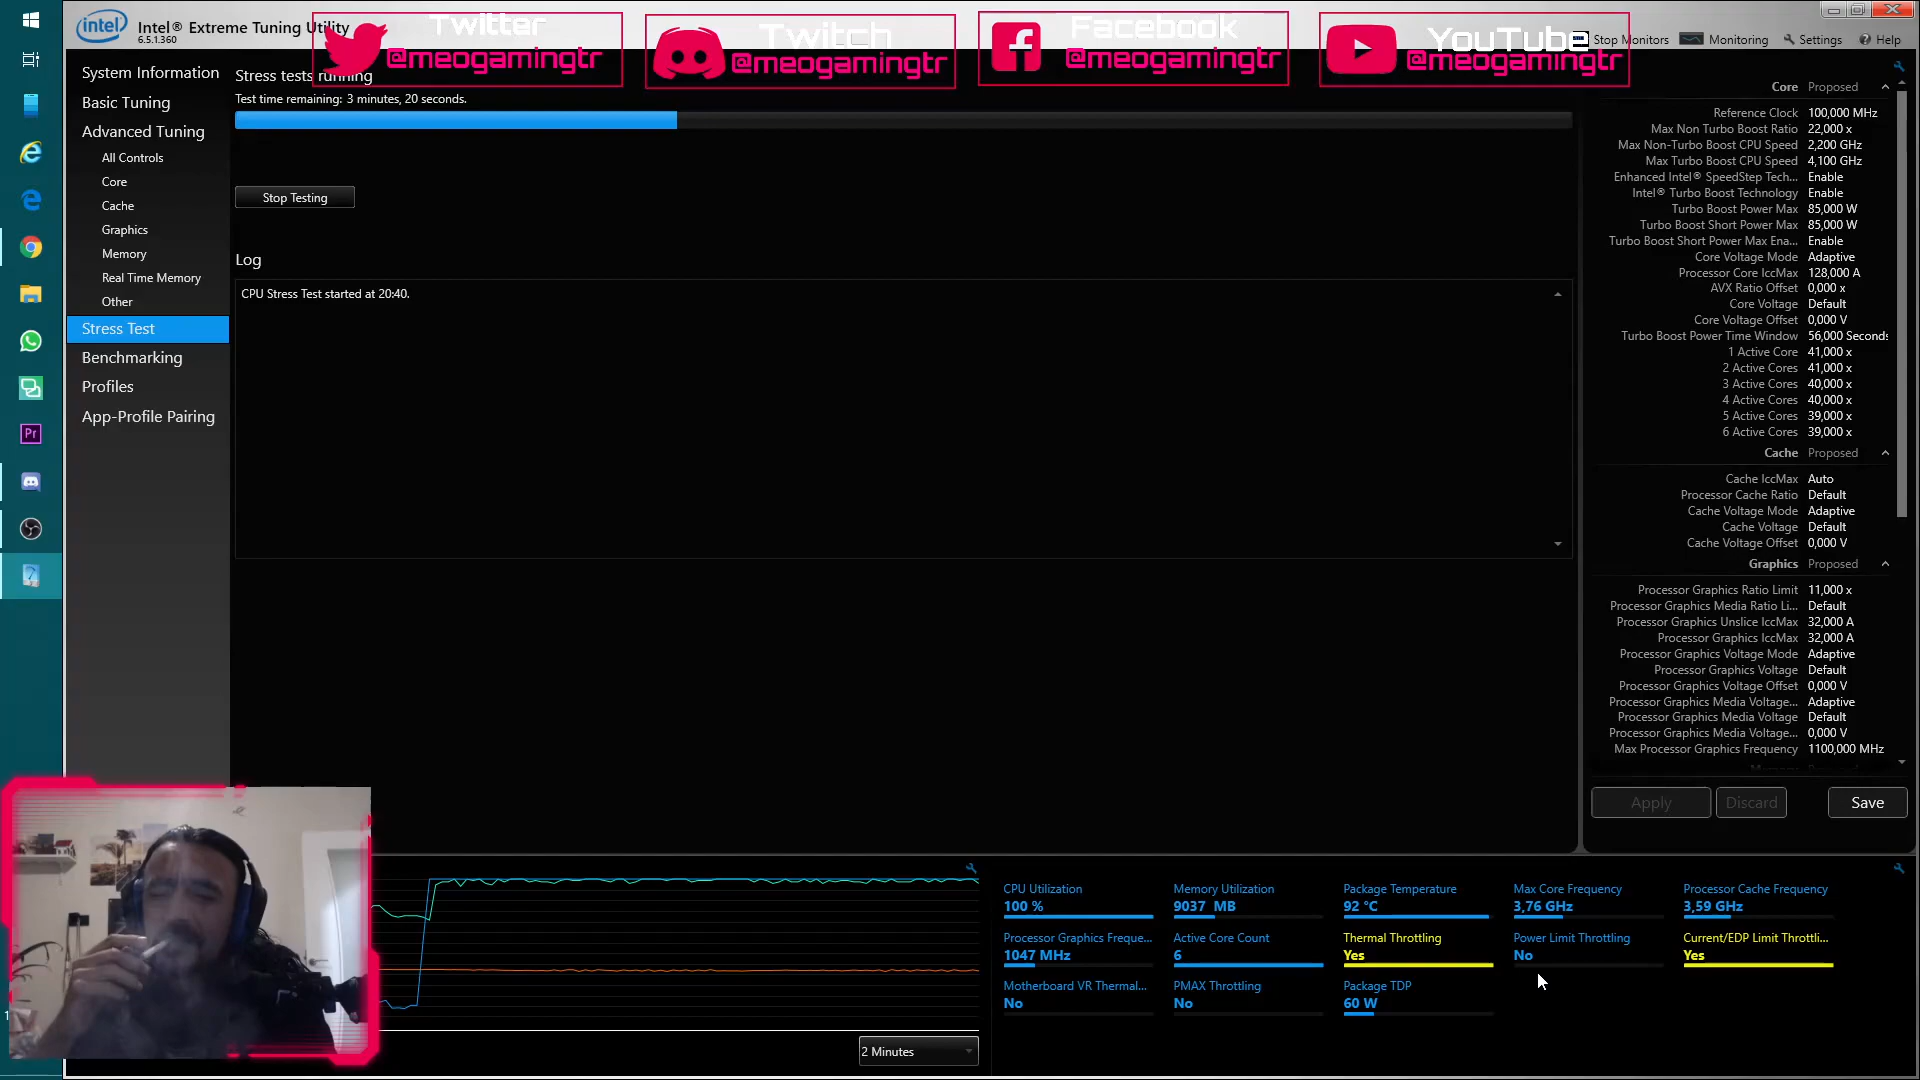 intel
Intel® Extreme Tuning Utility
6.5.1.360
Twitter
@meogamingtr
Twitch
@meogamingtr
Facebook
@meogamingtr
YouTube
@meogamingtr
Stop Monitors
Monitoring
Settings
Help
System Information
Basic Tuning
Advanced Tuning
All Controls
Core
Cache
Graphics
Memory
Real Time Memory
Other
Stress Test
Benchmarking
Profiles
App-Profile Pairing
Pr
Stress tests running
Test time remaining: 3 minutes, 20 seconds.
Stop Testing
Log
CPU Stress Test started at 20:40.
Core Proposed
Reference Clock 100,000 MHz
Max Non Turbo Boost Ratio 22,000 x
Max Non-Turbo Boost CPU Speed 2,200 GHz
Max Turbo Boost CPU Speed 4,100 GHz
Enhanced Intel® SpeedStep Tech... Enable
Intel® Turbo Boost Technology Enable
Turbo Boost Power Max 85,000 W
Turbo Boost Short Power Max 85,000 W
Turbo Boost Short Power Max Ena... Enable
Core Voltage Mode Adaptive
Processor Core IccMax 128,000 A
AVX Ratio Offset 0,000 x
Core Voltage Default
Core Voltage Offset 0,000 V
Turbo Boost Power Time Window 56,000 Seconds
1 Active Core 41,000 x
2 Active Cores 41,000 x
3 Active Cores 40,000 x
4 Active Cores 40,000 x
5 Active Cores 39,000 x
6 Active Cores 39,000 x
Cache Proposed
Cache IccMax Auto
Processor Cache Ratio Default
Cache Voltage Mode Adaptive
Cache Voltage Default
Cache Voltage Offset 0,000 V
Graphics Proposed
Processor Graphics Ratio Limit 11,000 x
Processor Graphics Media Ratio Li... Default
Processor Graphics Unslice IccMax 32,000 A
Processor Graphics IccMax 32,000 A
Processor Graphics Voltage Mode Adaptive
Processor Graphics Voltage Default
Processor Graphics Voltage Offset 0,000 V
Processor Graphics Media Voltage... Adaptive
Processor Graphics Media Voltage Default
Processor Graphics Media Voltage... 0,000 V
Max Processor Graphics Frequency 1100,000 MHz
Apply
Discard
Save
2 Minutes
CPU Utilization
100 %
Memory Utilization
9037 MB
Package Temperature
92 °C
Max Core Frequency
3,76 GHz
Processor Cache Frequency
3,59 GHz
Processor Graphics Freque...
1047 MHz
Active Core Count
6
Thermal Throttling
Yes
Power Limit Throttling
No
Current/EDP Limit Throttli...
Yes
Motherboard VR Thermal...
No
PMAX Throttling
No
Package TDP
60 W